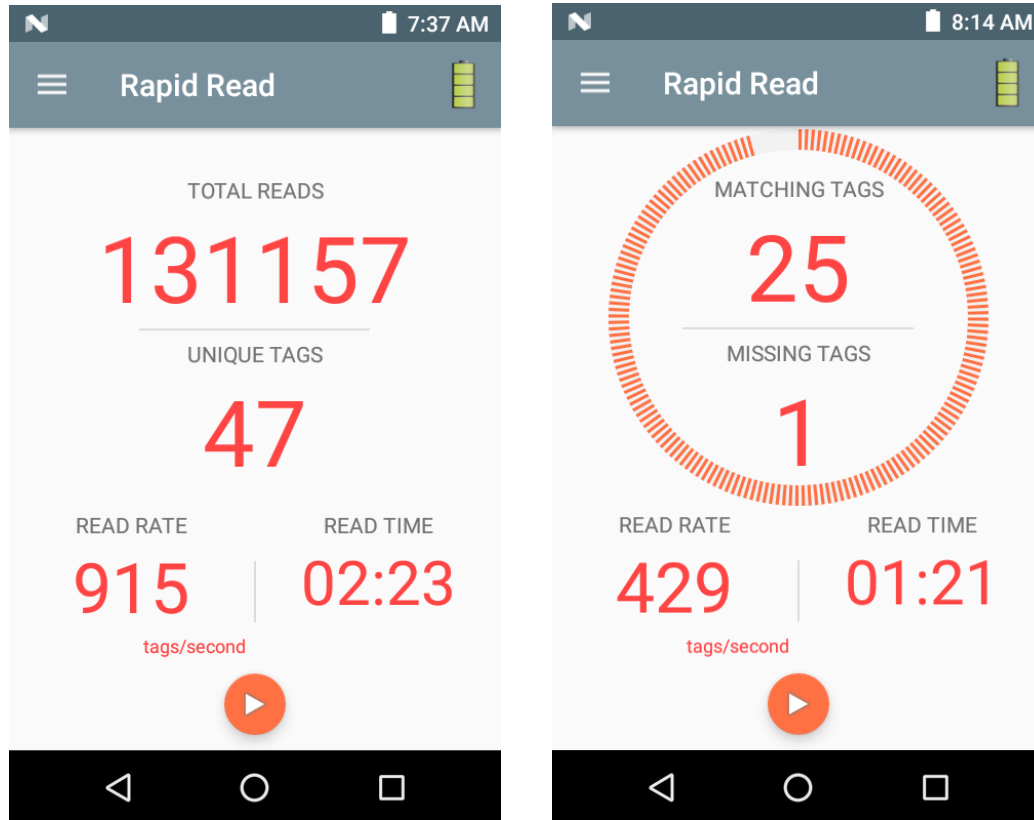 7:37 AM
Rapid Read
TOTAL READS
131157
UNIQUE TAGS
47
READ RATE
READ TIME
915
02:23
tags/second
8:14 AM
Rapid Read
MATCHING TAGS
25
MISSING TAGS
1
READ RATE
READ TIME
429
01:21
tags/second